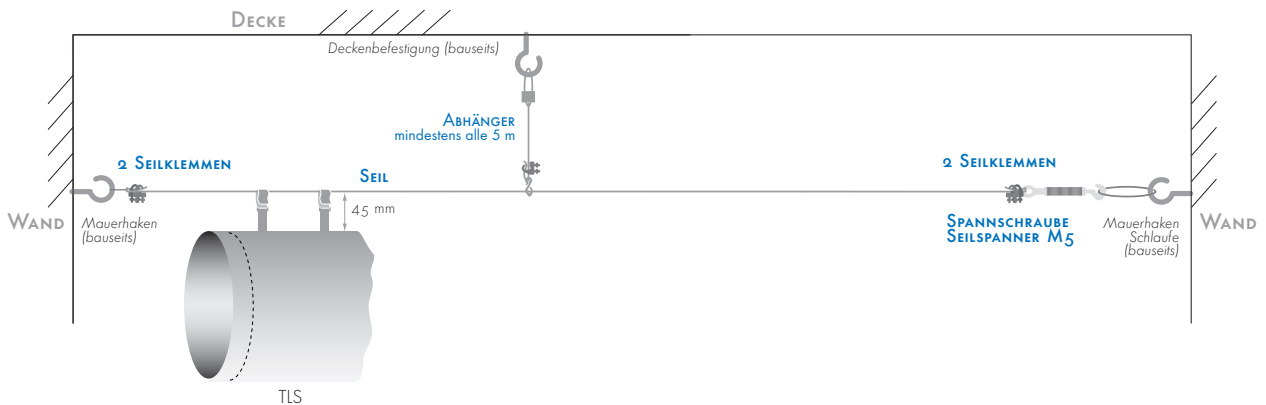 Decke
Deckenbefestigung (bauseits)
Abhänger
mindestens alle 5 m
2 Seilklemmen
Seil
2 Seilklemmen
45 mm
Wand
Mauerhaken
(bauseits)
Spannschraube
Seilspanner M5
Mauerhaken
Schlaufe
(bauseits)
Wand
TLS